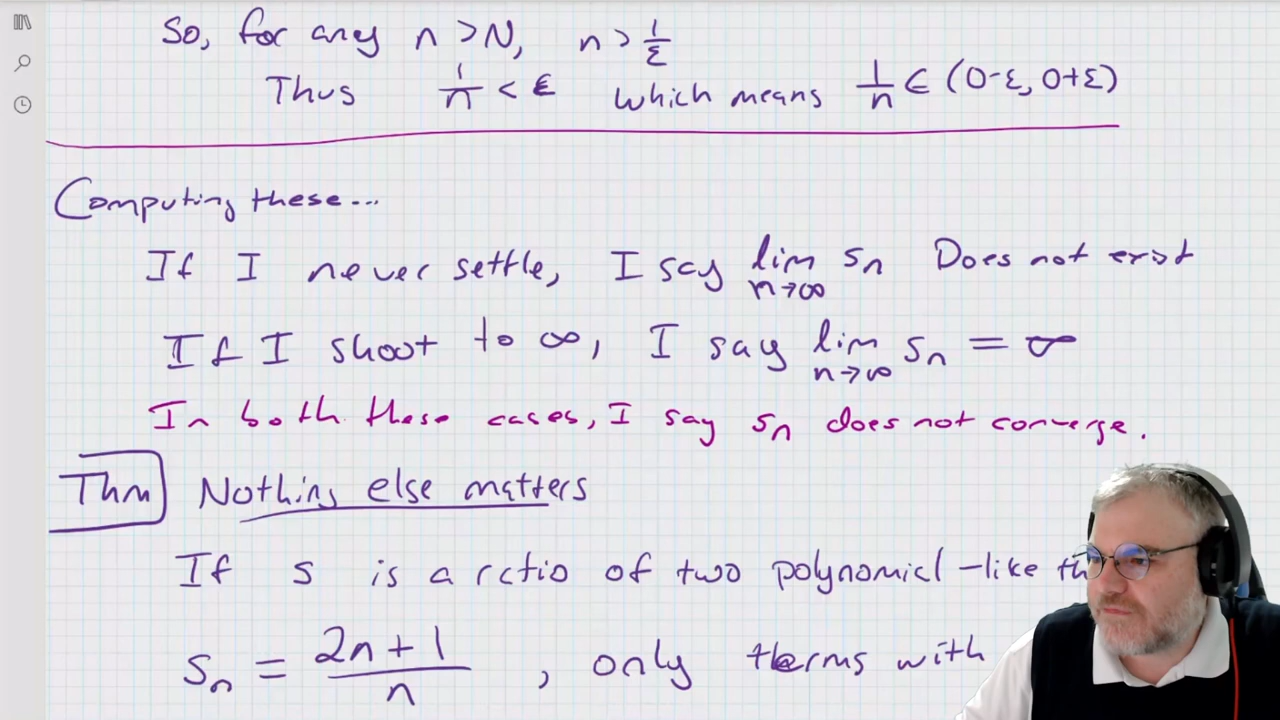 So, for any n > N, n > 1/ε
Thus 1/n < ε which means 1/n ∈ (0-ε, 0+ε)
Computing these...
If I never settle, I say lim n→∞ sn Does not exist
If I shoot to ∞, I say lim n→∞ sn = ∞
In both these cases, I say sn does not converge.
Thm Nothing else matters
If s is a ratio of two polynomial-like th
sn = 2n+1/n , only terms with